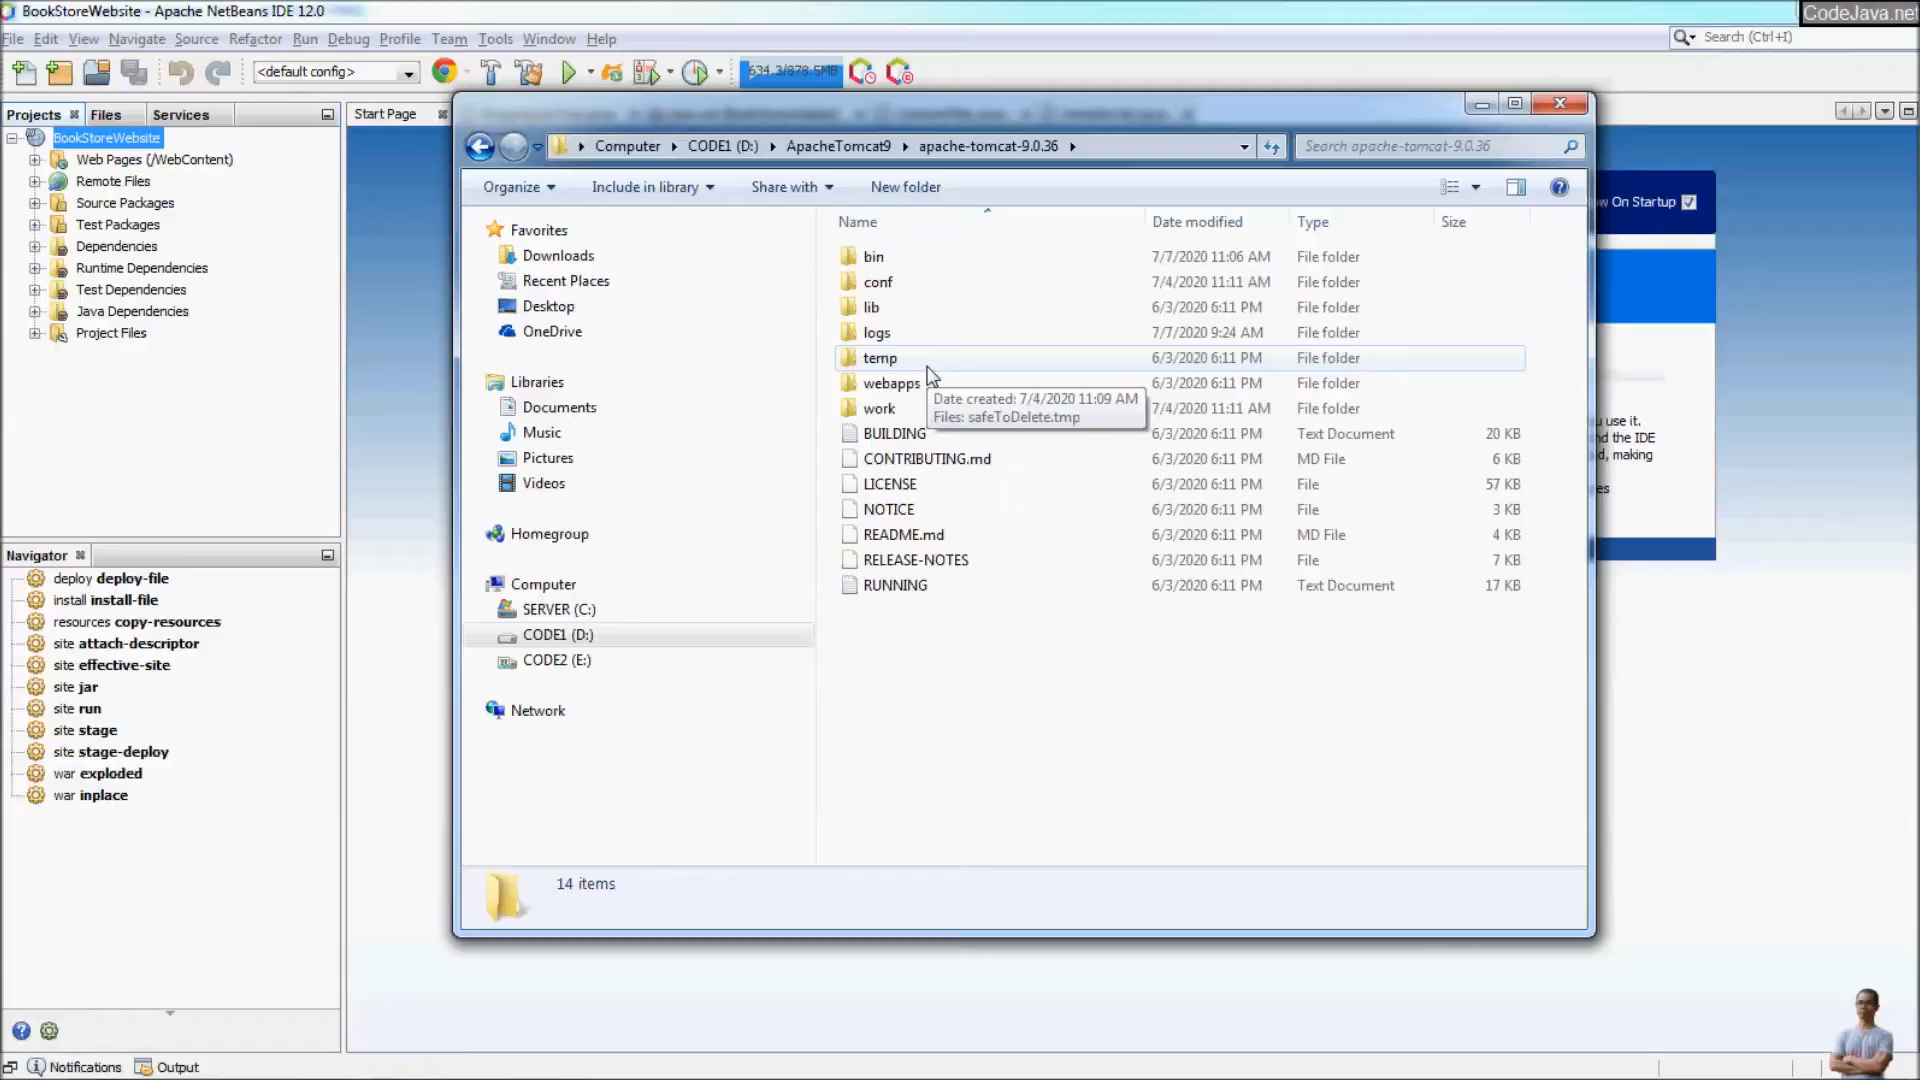 BookStoreWebsite - Apache NetBeans IDE 12.0
CodeJava.net
File Edit View Navigate Source Refactor Run Debug Profile Team Tools Window Help
Search (Ctrl+I)
<default config>
634.3/878.5MB
Projects Files Services
Start Page
BookStoreWebsite
Web Pages (/WebContent)
Remote Files
Source Packages
Test Packages
Dependencies
Runtime Dependencies
Test Dependencies
Java Dependencies
Project Files
Navigator
deploy deploy-file
install install-file
resources copy-resources
site attach-descriptor
site effective-site
site jar
site run
site stage
site stage-deploy
war exploded
war inplace
Notifications Output
Computer CODE1 (D:) ApacheTomcat9 apache-tomcat-9.0.36
Search apache-tomcat-9.0.36
Organize Include in library Share with New folder
Favorites
Downloads
Recent Places
Desktop
OneDrive
Libraries
Documents
Music
Pictures
Videos
Homegroup
Computer
SERVER (C:)
CODE1 (D:)
CODE2 (E:)
Network
Name Date modified Type Size
bin 7/7/2020 11:06 AM File folder
conf 7/4/2020 11:11 AM File folder
lib 6/3/2020 6:11 PM File folder
logs 7/7/2020 9:24 AM File folder
temp 6/3/2020 6:11 PM File folder
webapps 6/3/2020 6:11 PM File folder
work 7/4/2020 11:11 AM File folder
BUILDING 6/3/2020 6:11 PM Text Document 20 KB
CONTRIBUTING.md 6/3/2020 6:11 PM MD File 6 KB
LICENSE 6/3/2020 6:11 PM File 57 KB
NOTICE 6/3/2020 6:11 PM File 3 KB
README.md 6/3/2020 6:11 PM MD File 4 KB
RELEASE-NOTES 6/3/2020 6:11 PM File 7 KB
RUNNING 6/3/2020 6:11 PM Text Document 17 KB
Date created: 7/4/2020 11:09 AM
Files: safeToDelete.tmp
14 items
On Startup
use it.
the IDE
making